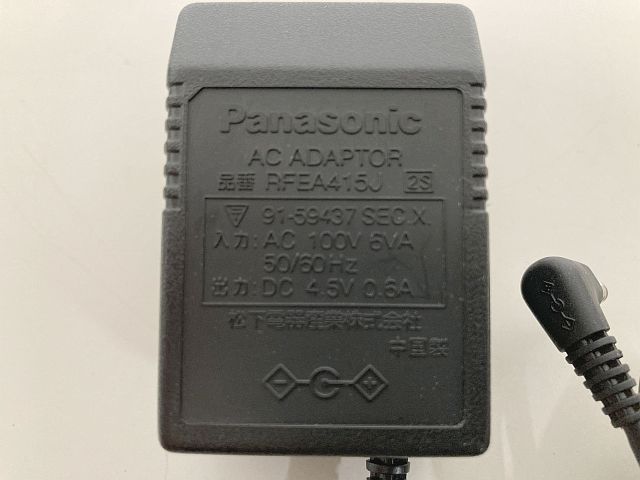 Panasonic
AC ADAPTOR
品番 RFEA415J 2S
91-59437 SEC.X.
入力: AC 100V 6VA
50/60Hz
出力: DC 4.5V 0.6A
松下電器産業株式会社
中国製